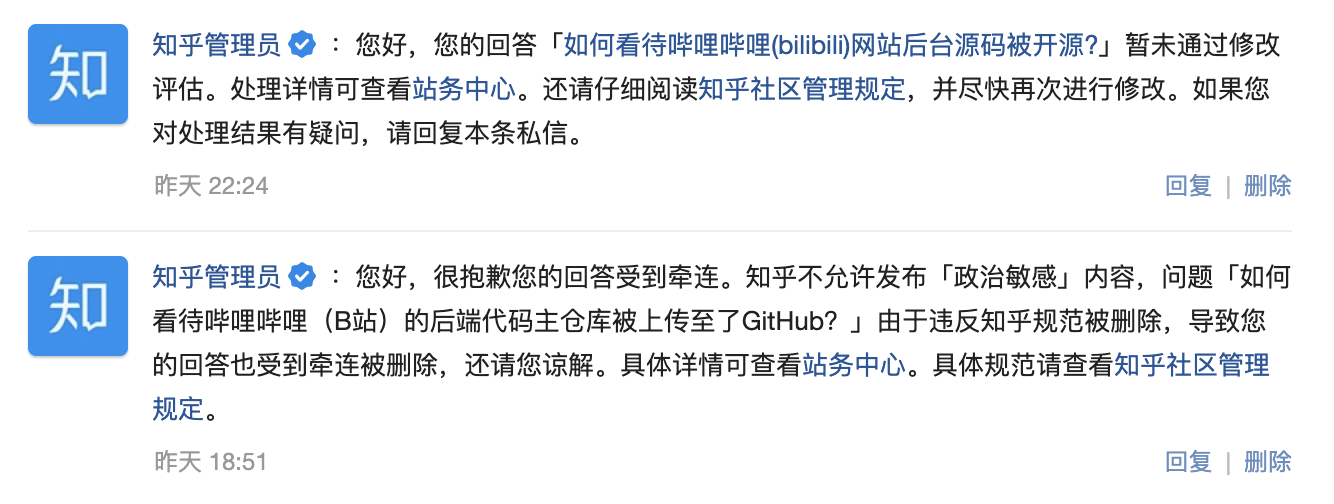 知
知乎管理员 ：您好，您的回答「如何看待哔哩哔哩(bilibili)网站后台源码被开源?」暂未通过修改
评估。处理详情可查看站务中心。还请仔细阅读知乎社区管理规定，并尽快再次进行修改。如果您
对处理结果有疑问，请回复本条私信。
昨天 22:24
回复 | 删除
知
知乎管理员 ：您好，很抱歉您的回答受到牵连。知乎不允许发布「政治敏感」内容，问题「如何
看待哔哩哔哩（B站）的后端代码主仓库被上传至了GitHub？」由于违反知乎规范被删除，导致您
的回答也受到牵连被删除，还请您谅解。具体详情可查看站务中心。具体规范请查看知乎社区管理
规定。
昨天 18:51
回复 | 删除